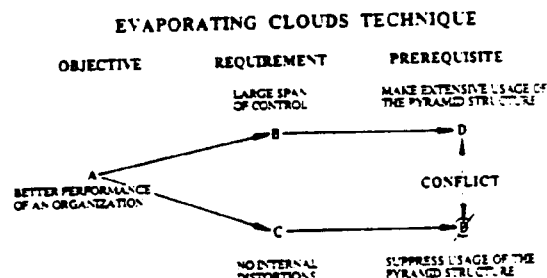 EVAPORATING CLOUDS TECHNIQUE
OBJECTIVE REQUIREMENT PREREQUISITE
LARGE SPAN OF CONTROL
MAKE EXTENSIVE USAGE OF THE PYRAMID STRUCTURE
B D
A
BETTER PERFORMANCE OF AN ORGANIZATION
CONFLICT
C
NO INTERNAL DISTORTIONS
SUPPRESS USAGE OF THE PYRAMID STRUCTURE